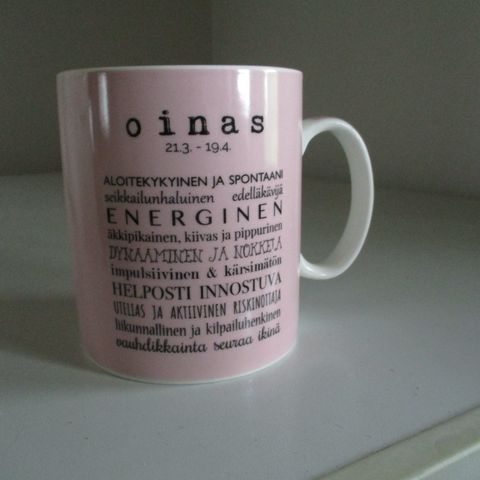 oinas
21.3. - 19.4.
ALOITEKYKYINEN JA SPONTAANI
seikkailunhaluinen edelläkävijä
ENERGINEN
äkkipikainen, kiivas ja pippurinen
DYNAAMINEN JA NOKKELA
impulsiivinen & kärsimätön
HELPOSTI INNOSTUVA
UTELIAS JA AKTIIVINEN RISKINOTTAJA
liikunnallinen ja kilpailuhenkinen
vauhdikkainta seuraa ikinä